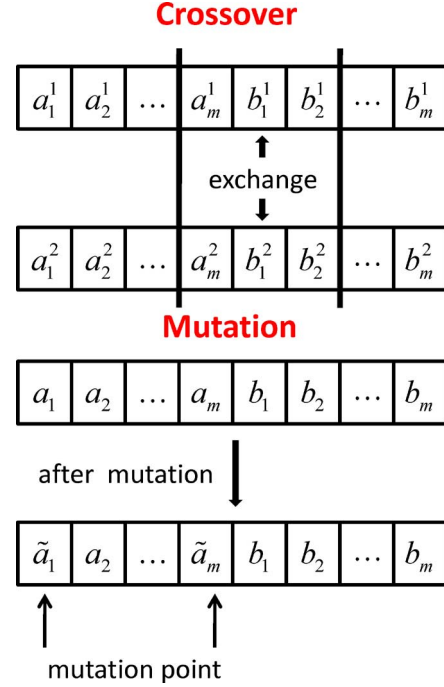 Crossover
a_1^1 a_2^1 … a_m^1 b_1^1 b_2^1 … b_m^1
exchange
a_1^2 a_2^2 … a_m^2 b_1^2 b_2^2 … b_m^2
Mutation
a_1 a_2 … a_m b_1 b_2 … b_m
after mutation
ã_1 a_2 … ã_m b_1 b_2 … b_m
mutation point